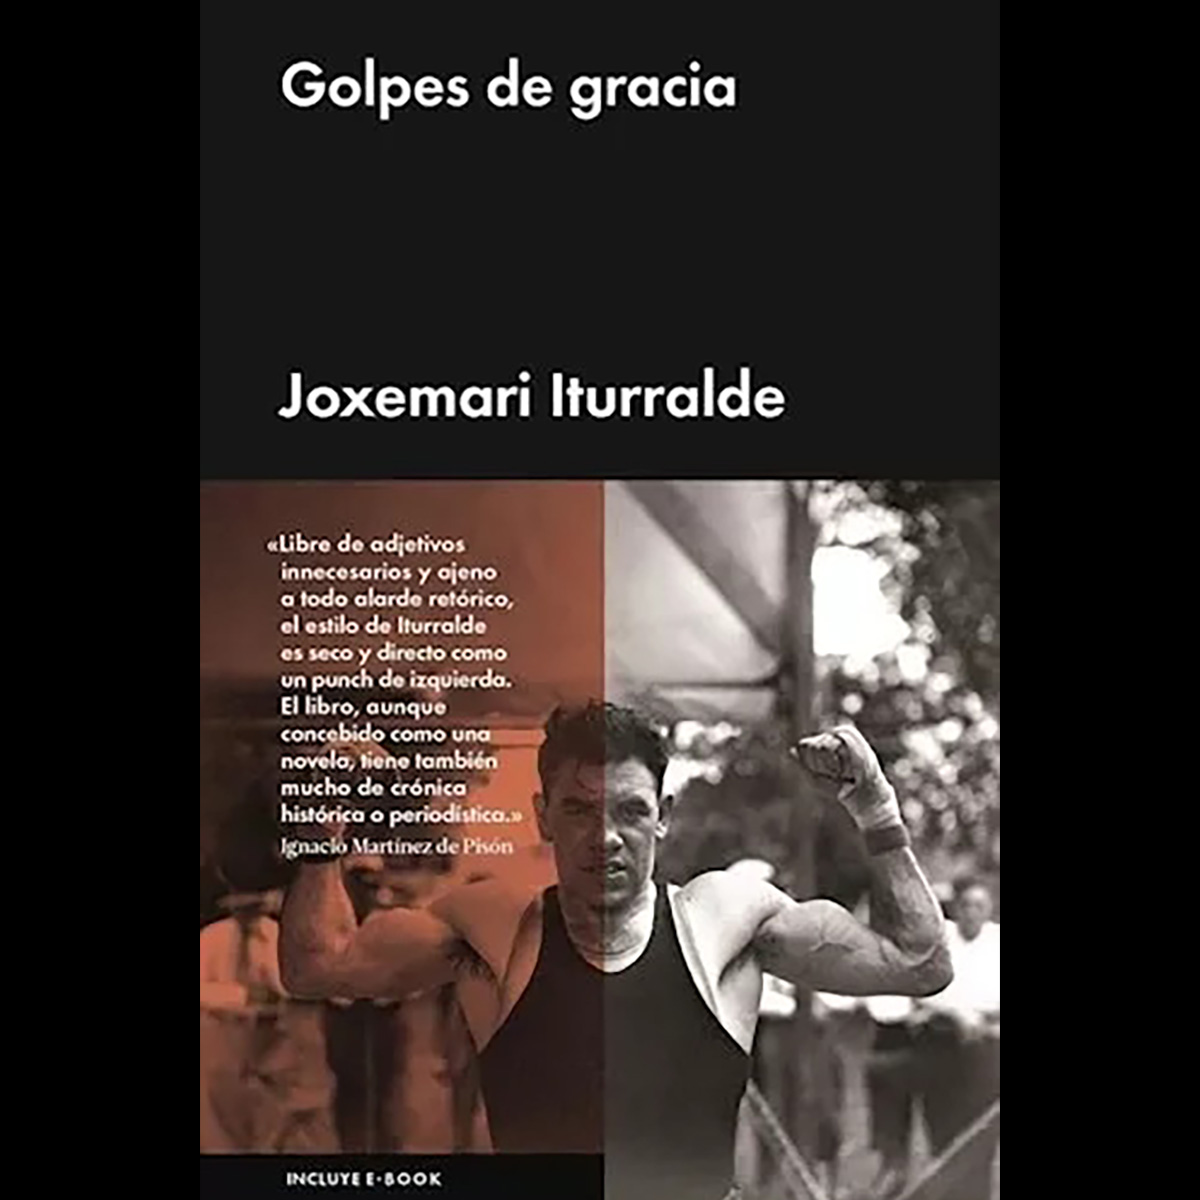 Golpes de gracia
Joxemari Iturralde
«Libre de adjetivos
innecesarios y ajeno
a todo alarde retórico,
el estilo de Iturralde
es seco y directo como
un punch de izquierda.
El libro, aunque
concebido como una
novela, tiene también
mucho de crónica
histórica o periodística.»
Ignacio Martínez de Pisón
INCLUYE E-BOOK